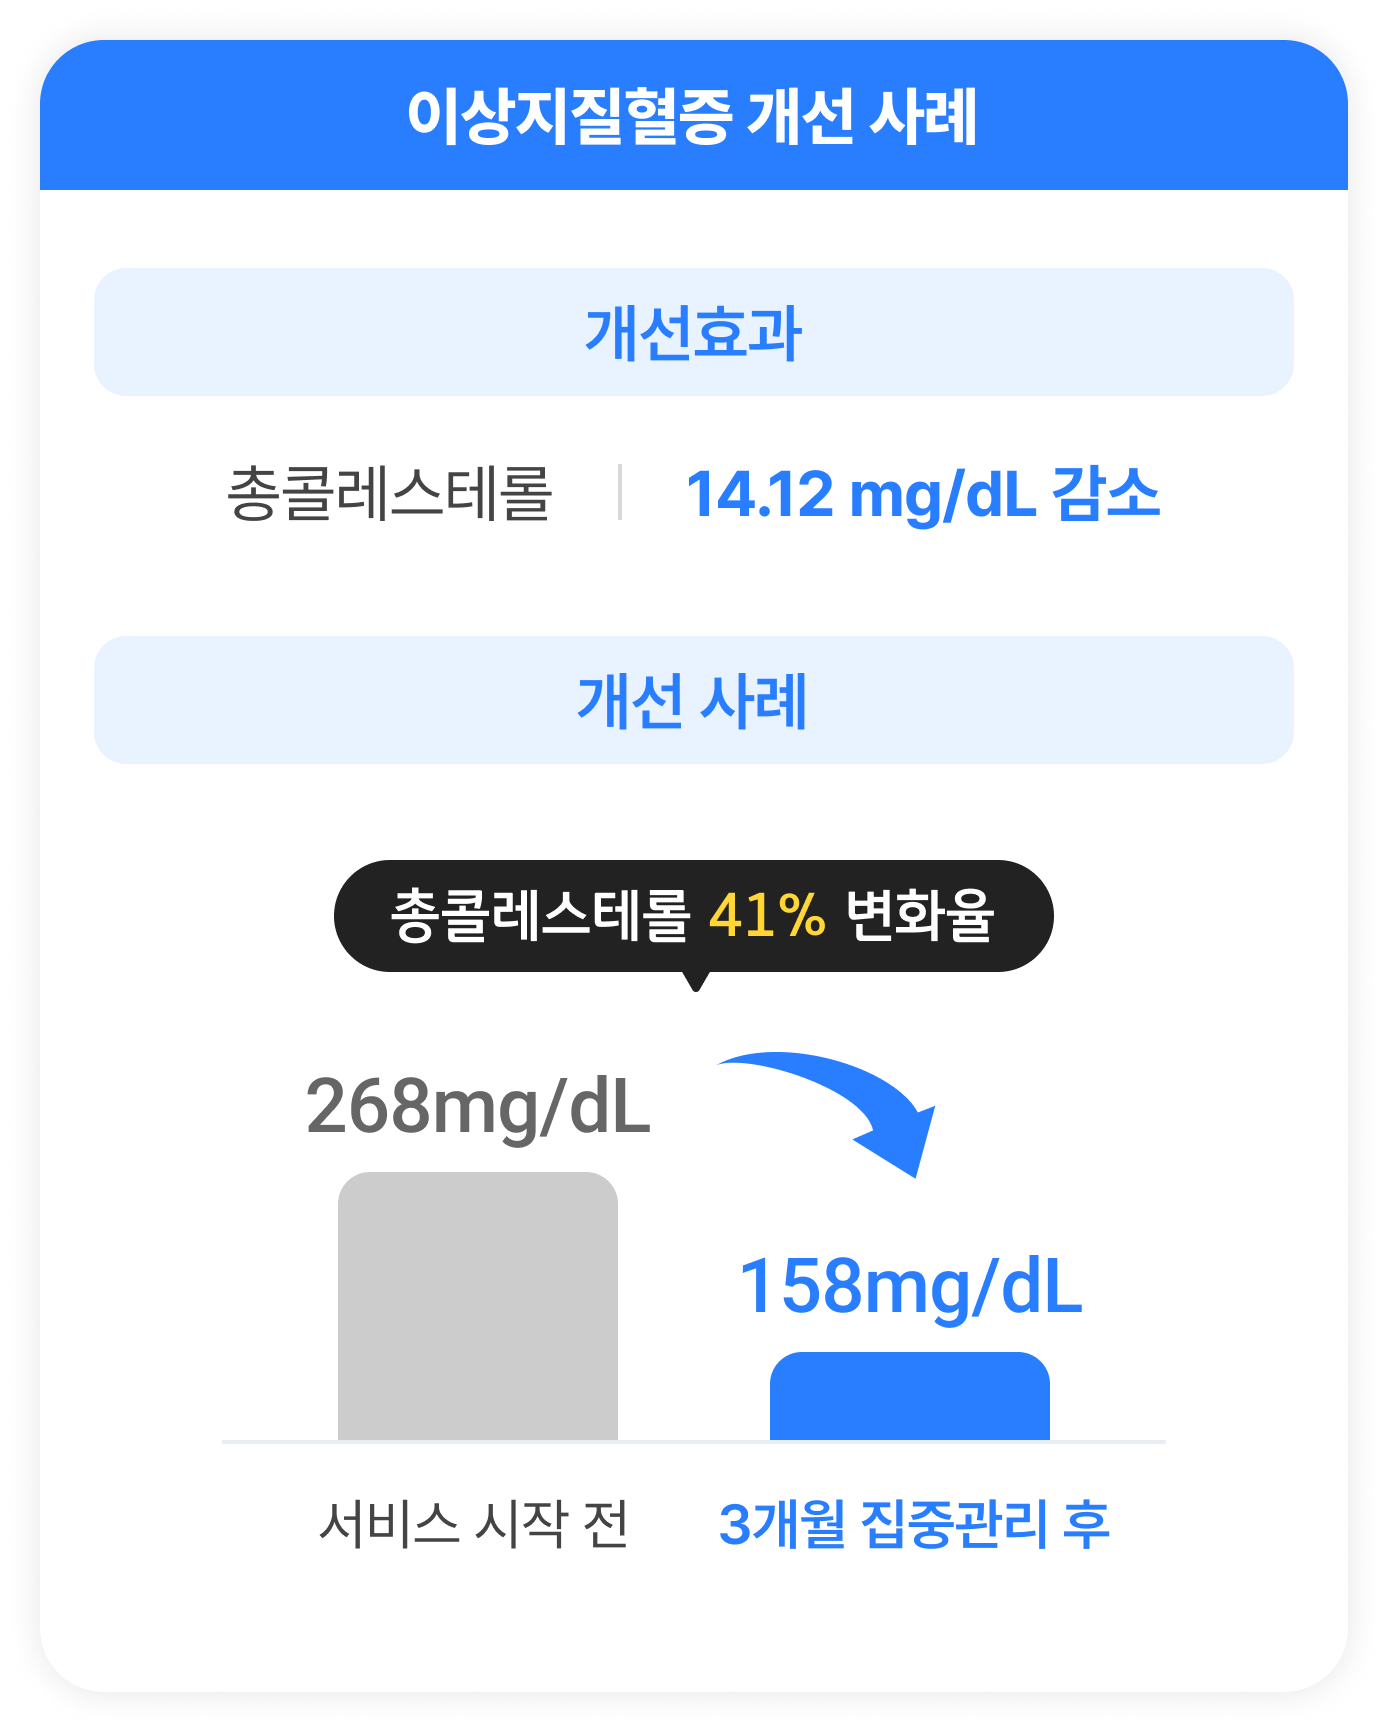 이상지질혈증 개선 사례
개선효과
총콜레스테롤
14.12 mg/dL 감소
개선 사례
총콜레스테롤 41% 변화율
268mg/dL
158mg/dL
서비스 시작 전
3개월 집중관리 후